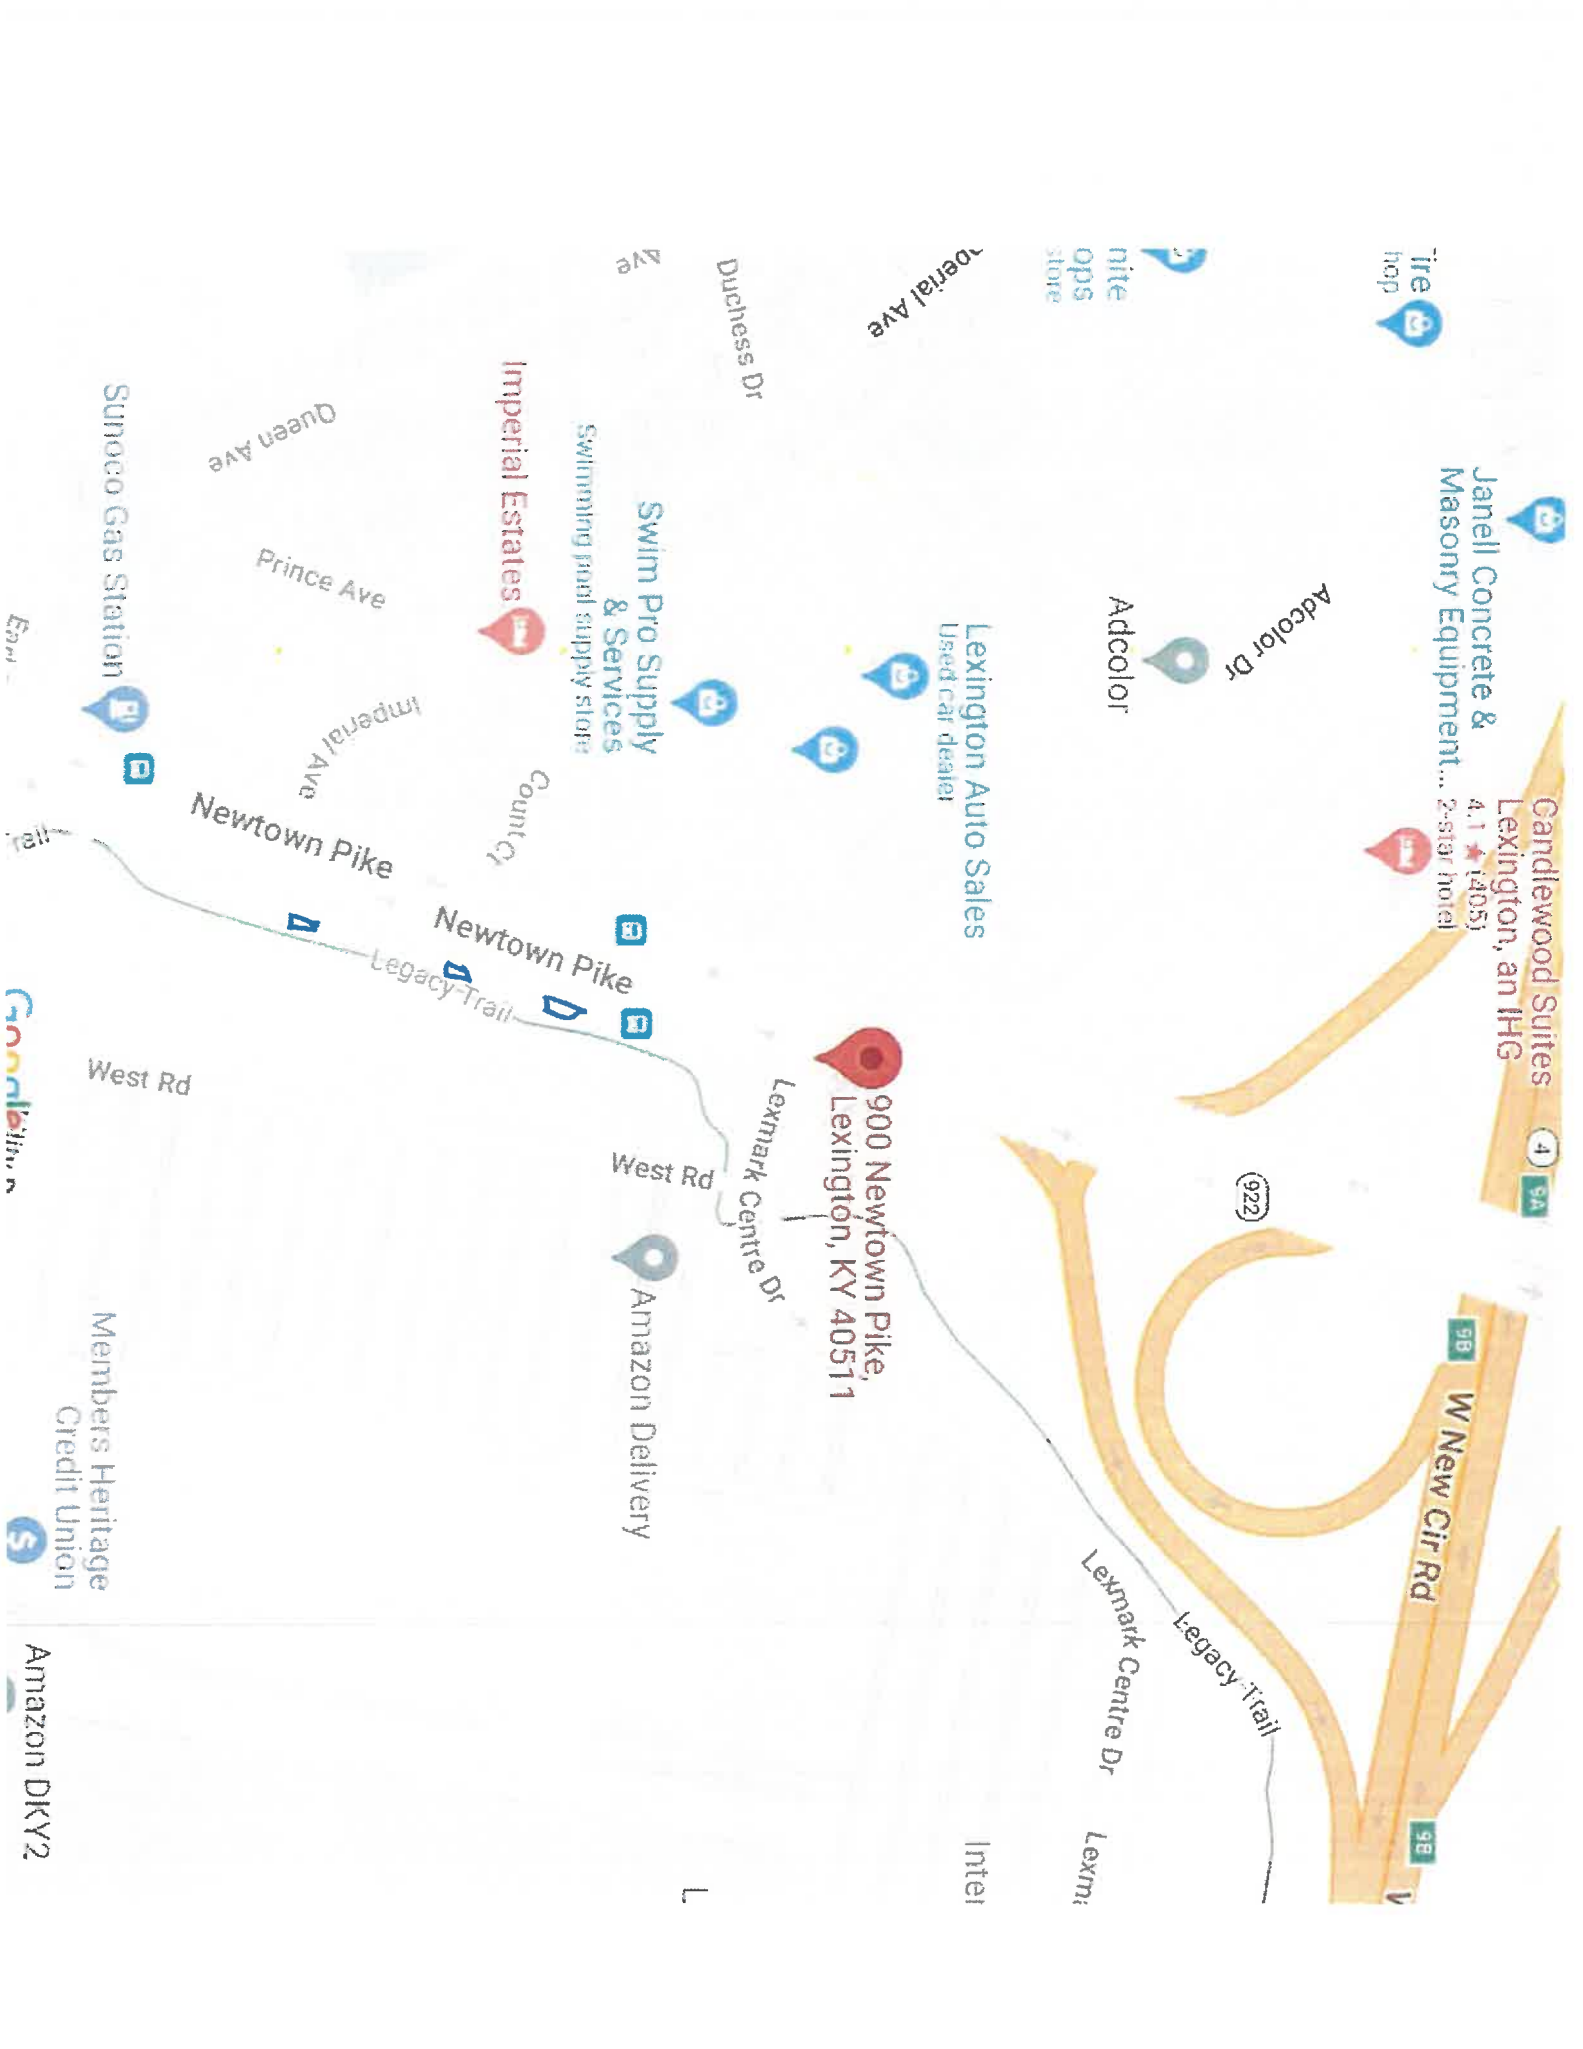 Candlewood Suites
Lexington, an IHG
4.1 ★ (405)
2-star hotel
4
9A
Janell Concrete &
Masonry Equipment...
9B
W New Cir Rd
9B
922
Adcolor Dr
Adcolor
Legacy Trail
Lexmark Centre Dr
Lexington Auto Sales
Used car dealer
900 Newtown Pike,
Lexington, KY 40511
Lexmark Centre Dr
Duchess Dr
Ave
Swim Pro Supply
& Services
Swimming pool supply store
West Rd
Amazon Delivery
Newtown Pike
Imperial Estates
Count Ct
Legacy Trail
Newtown Pike
Imperial Ave
Prince Ave
Queen Ave
Sunoco Gas Station
West Rd
Members Heritage
Credit Union
Google
Amazon DKY2